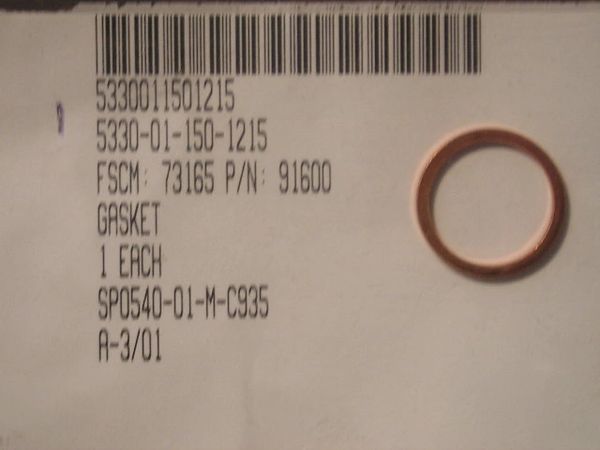 5330011501215
5330-01-150-1215
FSCM: 73165 P/N: 91600
GASKET
1 EACH
SP0540-01-M-C935
A-3/01